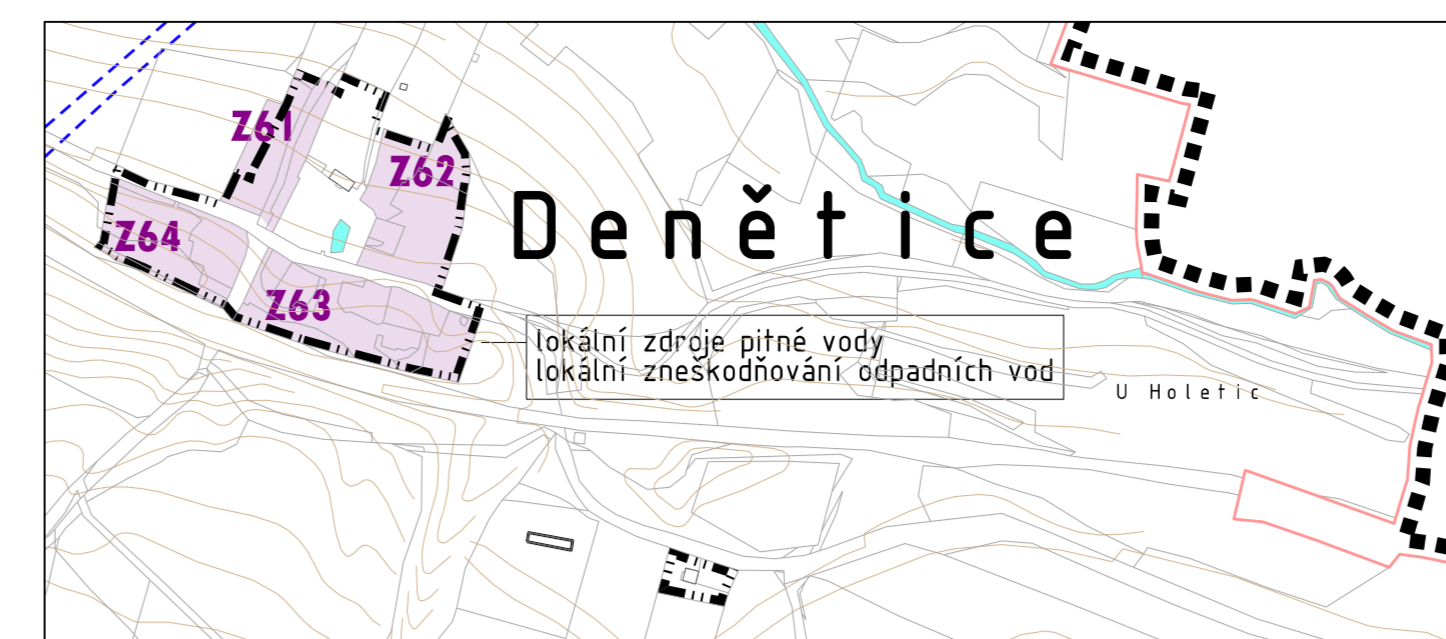 Z61
Z62
Denětice
Z64
Z63
lokální zdroje pitné vody
lokální zneškodňování odpadních vod
U Holetic